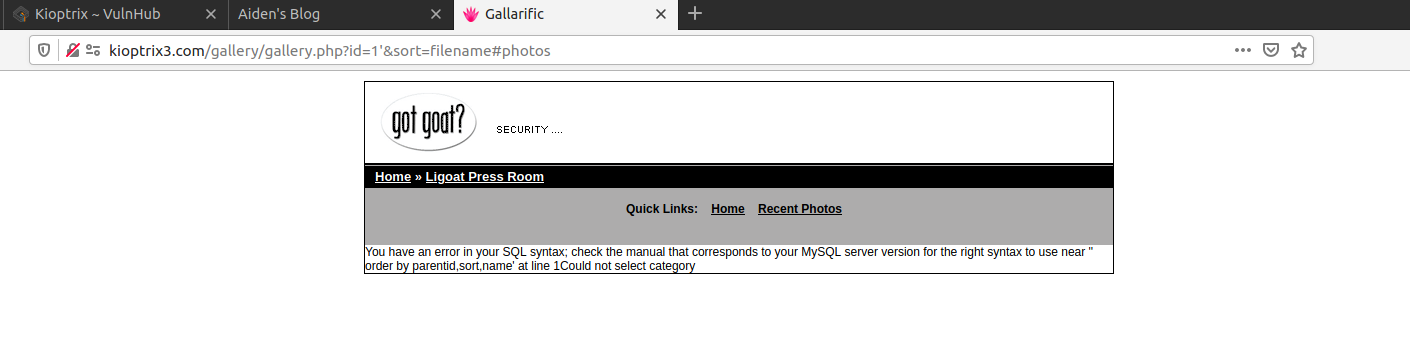 Kioptrix ~ VulnHub
Aiden's Blog
Gallarific
kioptrix3.com/gallery/gallery.php?id=1'&sort=filename#photos
got goat?
SECURITY ....
Home » Ligoat Press Room
Quick Links: Home Recent Photos
You have an error in your SQL syntax; check the manual that corresponds to your MySQL server version for the right syntax to use near ''
order by parentid,sort,name' at line 1Could not select category